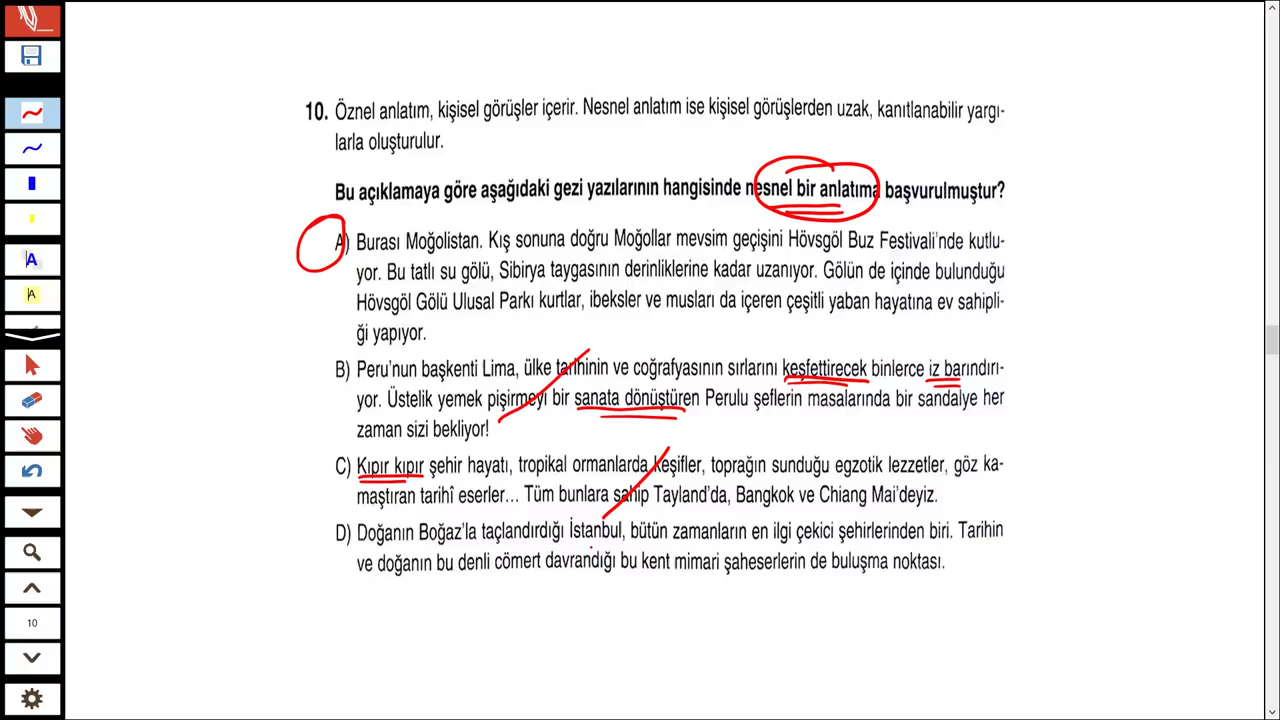 10. Öznel anlatım, kişisel görüşler içerir. Nesnel anlatım ise kişisel görüşlerden uzak, kanıtlanabilir yargı-
larla oluşturulur.
Bu açıklamaya göre aşağıdaki gezi yazılarının hangisinde nesnel bir anlatıma başvurulmuştur?
A) Burası Moğolistan. Kış sonuna doğru Moğollar mevsim geçişini Hövsgöl Buz Festivali'nde kutlu-
yor. Bu tatlı su gölü, Sibirya taygasının derinliklerine kadar uzanıyor. Gölün de içinde bulunduğu
Hövsgöl Gölü Ulusal Parkı kurtlar, ibeksler ve musları da içeren çeşitli yaban hayatına ev sahipli-
ği yapıyor.
B) Peru'nun başkenti Lima, ülke tarihinin ve coğrafyasının sırlarını keşfettirecek binlerce iz barındırı-
yor. Üstelik yemek pişirmeyi bir sanata dönüştüren Perulu şeflerin masalarında bir sandalye her
zaman sizi bekliyor!
C) Kıpır kıpır şehir hayatı, tropikal ormanlarda keşifler, toprağın sunduğu egzotik lezzetler, göz ka-
maştıran tarihî eserler... Tüm bunlara sahip Tayland'da, Bangkok ve Chiang Mai'deyiz.
D) Doğanın Boğaz'la taçlandırdığı İstanbul, bütün zamanların en ilgi çekici şehirlerinden biri. Tarihin
ve doğanın bu denli cömert davrandığı bu kent mimari şaheserlerin de buluşma noktası.
A
A
10